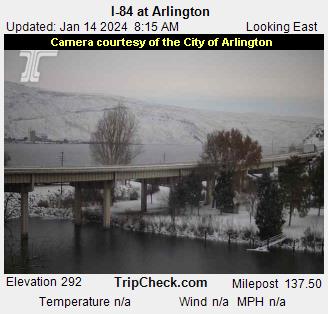 I-84 at Arlington
Updated: Jan 14 2024 8:15 AM Looking East
Camera courtesy of the City of Arlington
Elevation 292 TripCheck.com Milepost 137.50
Temperature n/a Wind n/a MPH n/a